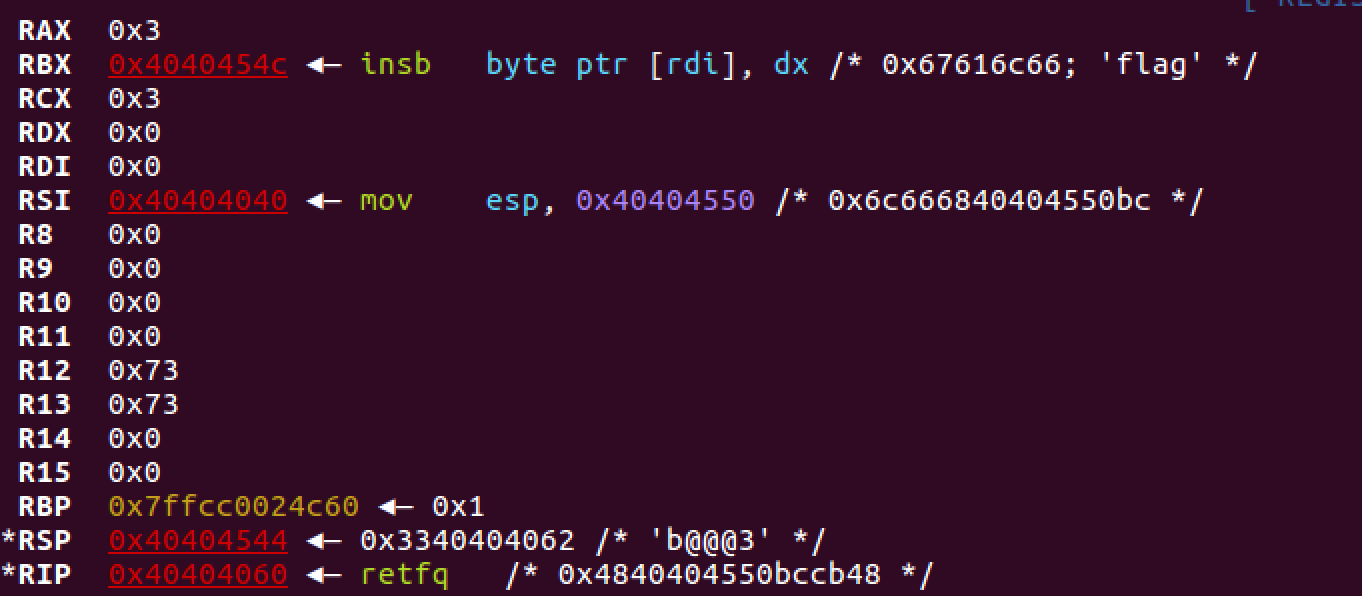 [ REGIS
RAX 0x3
RBX 0x4040454c ◂— insb byte ptr [rdi], dx /* 0x67616c66; 'flag' */
RCX 0x3
RDX 0x0
RDI 0x0
RSI 0x40404040 ◂— mov esp, 0x40404550 /* 0x6c666840404550bc */
R8 0x0
R9 0x0
R10 0x0
R11 0x0
R12 0x73
R13 0x73
R14 0x0
R15 0x0
RBP 0x7ffcc0024c60 ◂— 0x1
*RSP 0x40404544 ◂— 0x3340404062 /* 'b@@@3' */
*RIP 0x40404060 ◂— retfq /* 0x4840404550bccb48 */